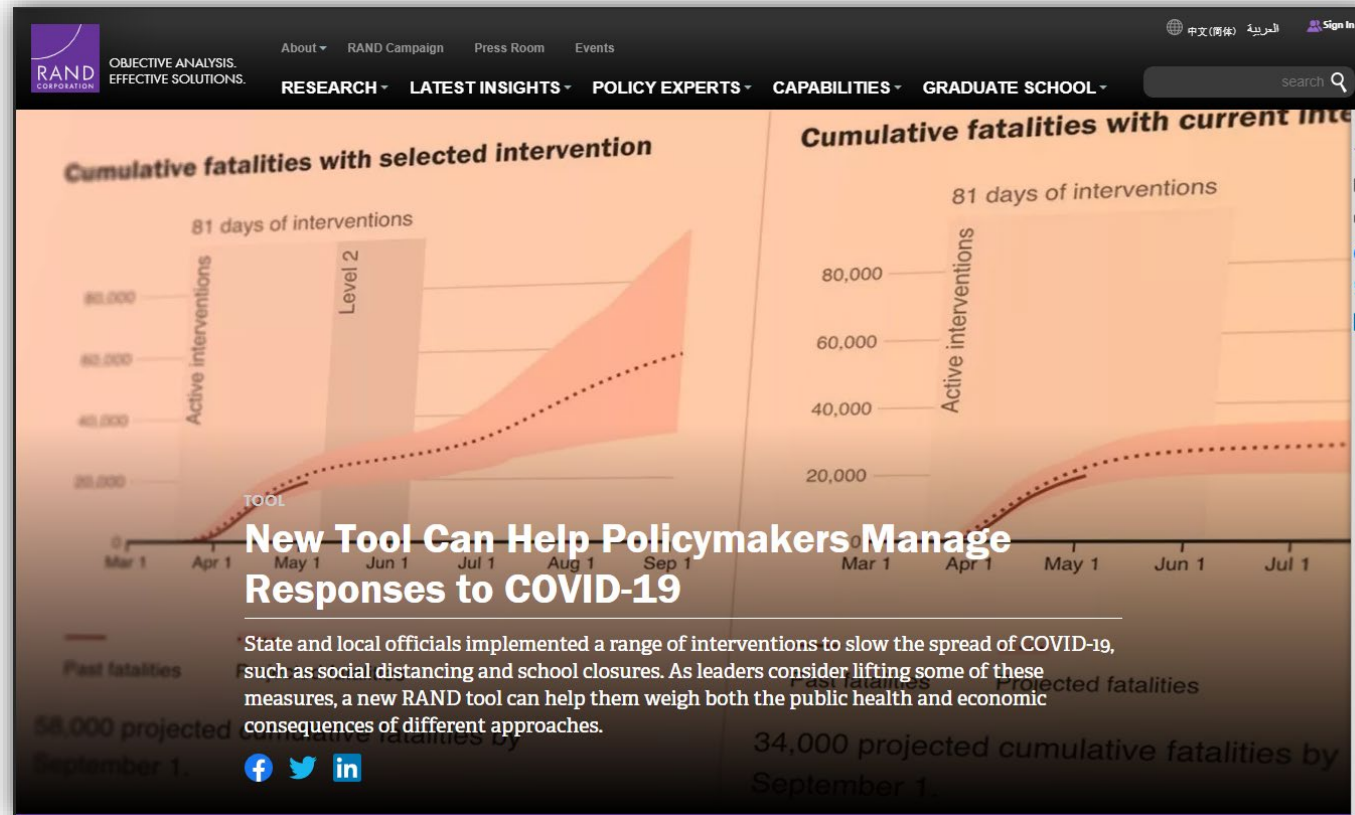 RAND
CORPORATION
OBJECTIVE ANALYSIS.
EFFECTIVE SOLUTIONS.
About
RAND Campaign
Press Room
Events
中文(简体)
العربية
Sign In
RESEARCH
LATEST INSIGHTS
POLICY EXPERTS
CAPABILITIES
GRADUATE SCHOOL
search
Cumulative fatalities with selected intervention
81 days of interventions
Active interventions
Level 2
80,000
60,000
40,000
20,000
0
Mar 1
Apr 1
May 1
Jun 1
Jul 1
Aug 1
Sep 1
Past fatalities
58,000 projected cumulative fatalities by
September 1.
Cumulative fatalities with current
81 days of interventions
Active interventions
80,000
60,000
40,000
20,000
0
Mar 1
Apr 1
May 1
Jun 1
Jul 1
Past fatalities
Projected fatalities
34,000 projected cumulative fatalities by
September 1.
TOOL
New Tool Can Help Policymakers Manage
Responses to COVID-19
State and local officials implemented a range of interventions to slow the spread of COVID-19,
such as social distancing and school closures. As leaders consider lifting some of these
measures, a new RAND tool can help them weigh both the public health and economic
consequences of different approaches.
f
in